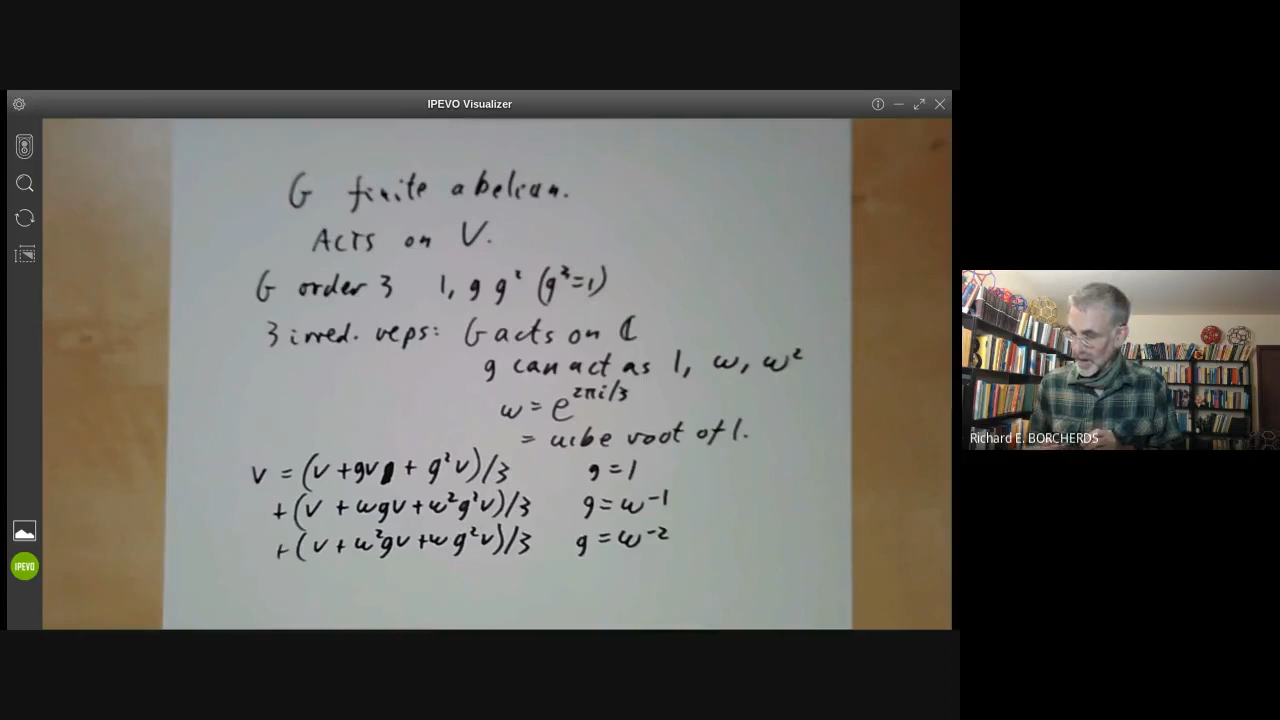 IPEVO Visualizer
G finite abelian.
ACTS on V.
G order 3 1, g g² (g³=1)
3 irred. reps: G acts on ℂ
g can act as 1, ω, ω²
ω = e^{2πi/3}
= cube root of 1.
v = (v + gv + g²v)/3 g = 1
+ (v + ωgv + ω²g²v)/3 g = ω⁻¹
+ (v + ω²gv + ωg²v)/3 g = ω⁻²
Richard E. BORCHERDS
IPEVO